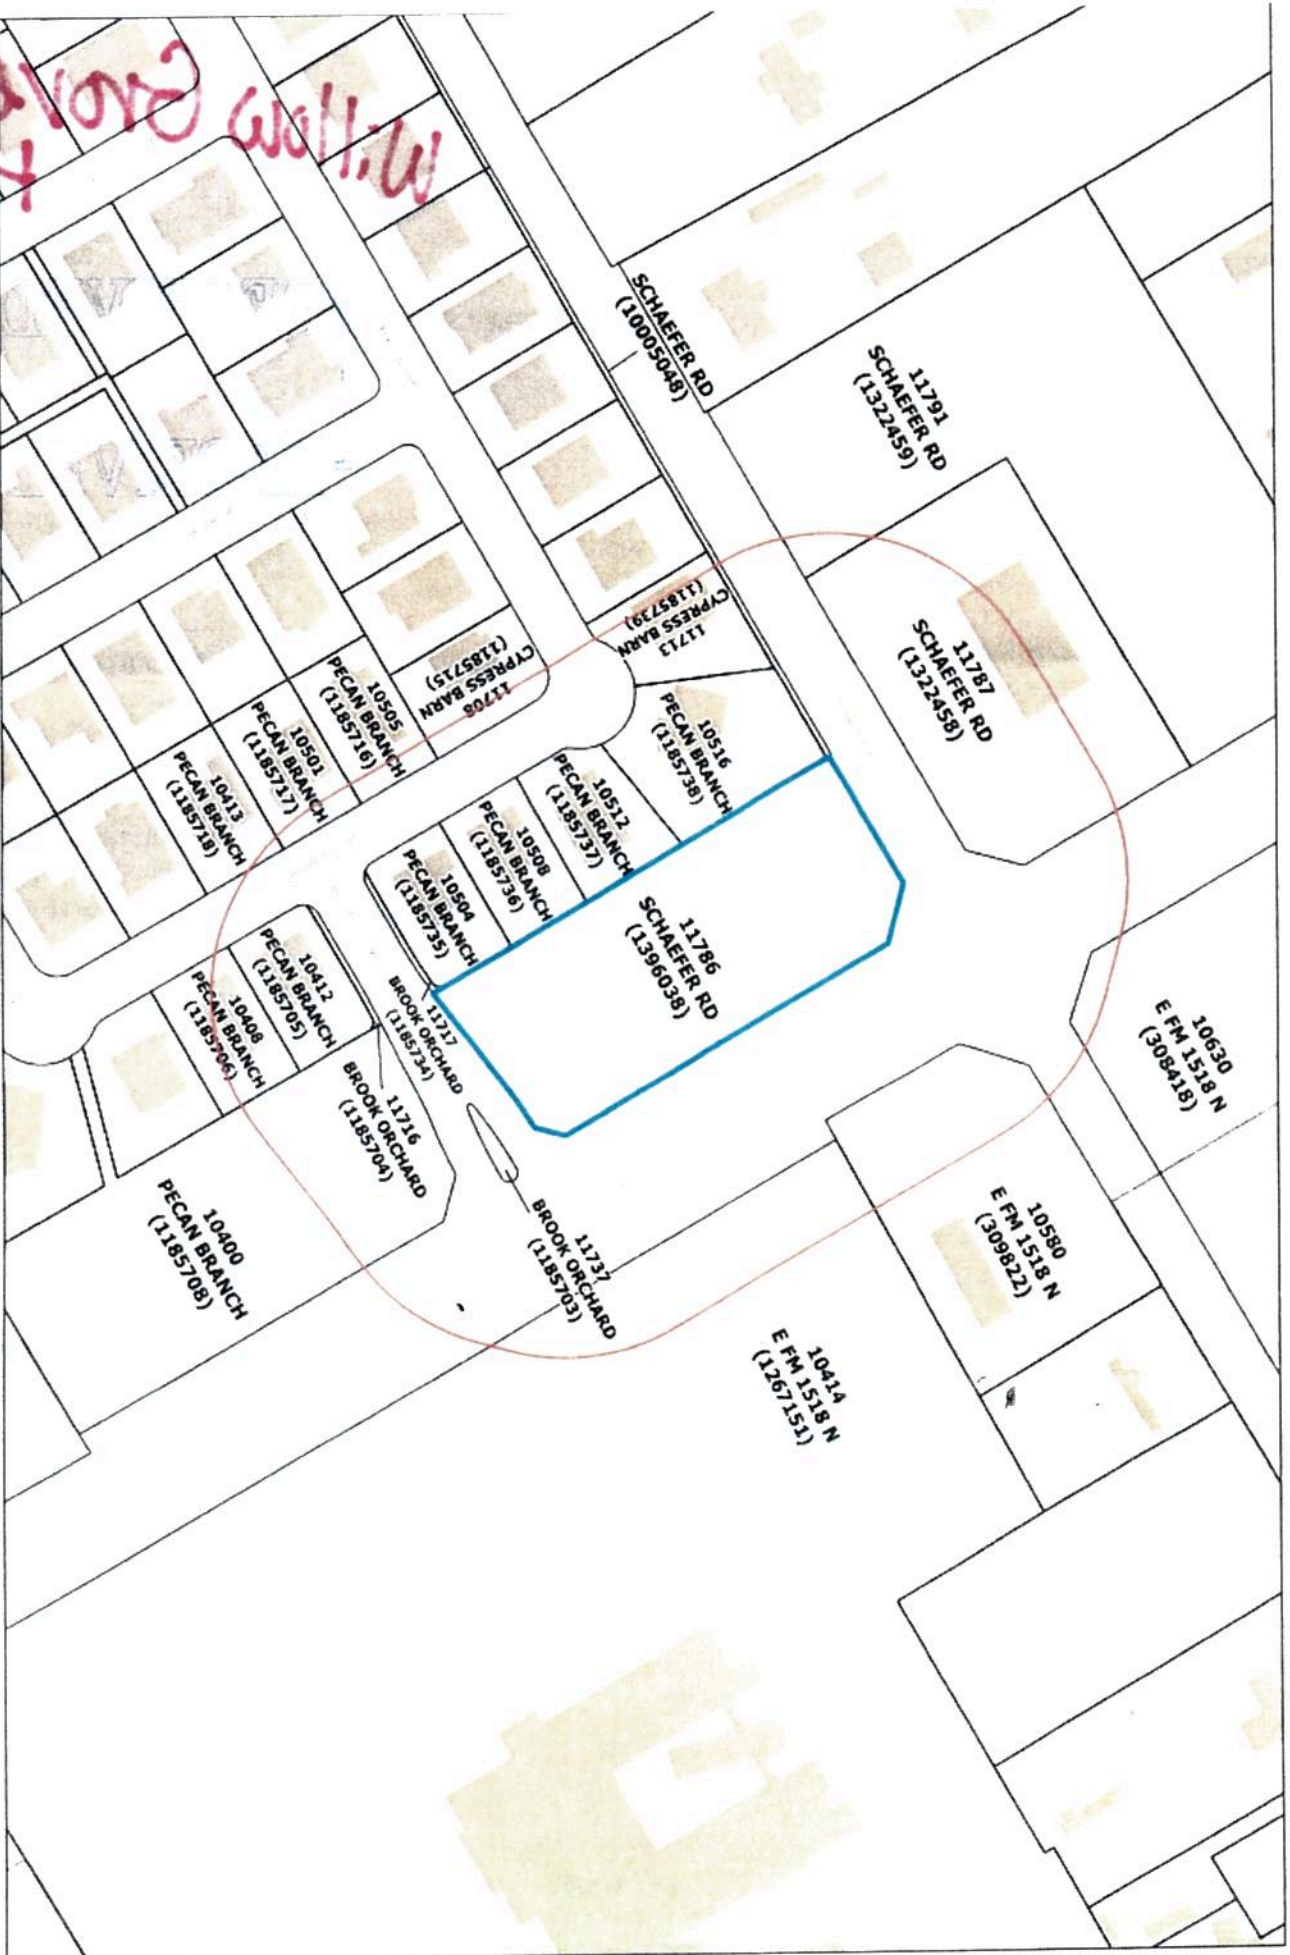 Willow Grove
SCHAEFER RD
(10005048)
11791
SCHAEFER RD
(1322459)
11787
SCHAEFER RD
(1322458)
11713
CYPRESS BARN
(1185739)
11708
CYPRESS BARN
(1185715)
10505
PECAN BRANCH
(1185716)
10501
PECAN BRANCH
(1185717)
10413
PECAN BRANCH
(1185718)
10516
PECAN BRANCH
(1185738)
10512
PECAN BRANCH
(1185737)
10508
PECAN BRANCH
(1185736)
10504
PECAN BRANCH
(1185735)
11786
SCHAEFER RD
(1396038)
10412
PECAN BRANCH
(1185705)
10408
PECAN BRANCH
(1185706)
11717
BROOK ORCHARD
(1185734)
11716
BROOK ORCHARD
(1185704)
10400
PECAN BRANCH
(1185708)
11737
BROOK ORCHARD
(1185703)
10630
E FM 1518 N
(308418)
10580
E FM 1518 N
(309822)
10414
E FM 1518 N
(1267151)